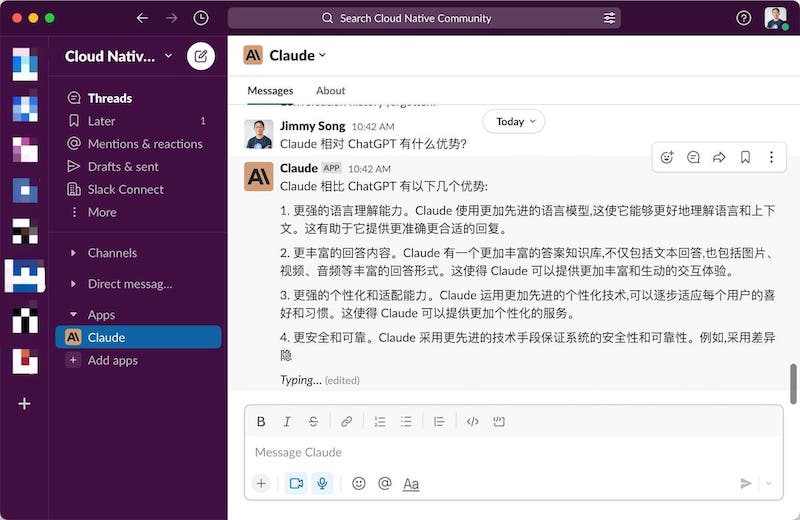 Search Cloud Native Community
Cloud Nativ...
Threads
Later 1
Mentions & reactions
Drafts & sent
Slack Connect
More
Channels
Direct messag...
Apps
Claude
Add apps
Claude
Messages About
Today
Jimmy Song 10:42 AM
Claude 相对 ChatGPT 有什么优势?
Claude APP 10:42 AM
Claude 相比 ChatGPT 有以下几个优势:
1. 更强的语言理解能力。Claude 使用更加先进的语言模型,这使它能够更好地理解语言和上下
文。这有助于它提供更准确更合适的回复。
2. 更丰富的回答内容。Claude 有一个更加丰富的答案知识库,不仅包括文本回答,也包括图片、
视频、音频等丰富的回答形式。这使得 Claude 可以提供更加丰富和生动的交互体验。
3. 更强的个性化和适配能力。Claude 运用更加先进的个性化技术,可以逐步适应每个用户的喜
好和习惯。这使得 Claude 可以提供更加个性化的服务。
4. 更安全和可靠。Claude 采用更先进的技术手段保证系统的安全性和可靠性。例如,采用差异
隐
Typing... (edited)
Message Claude
Aa